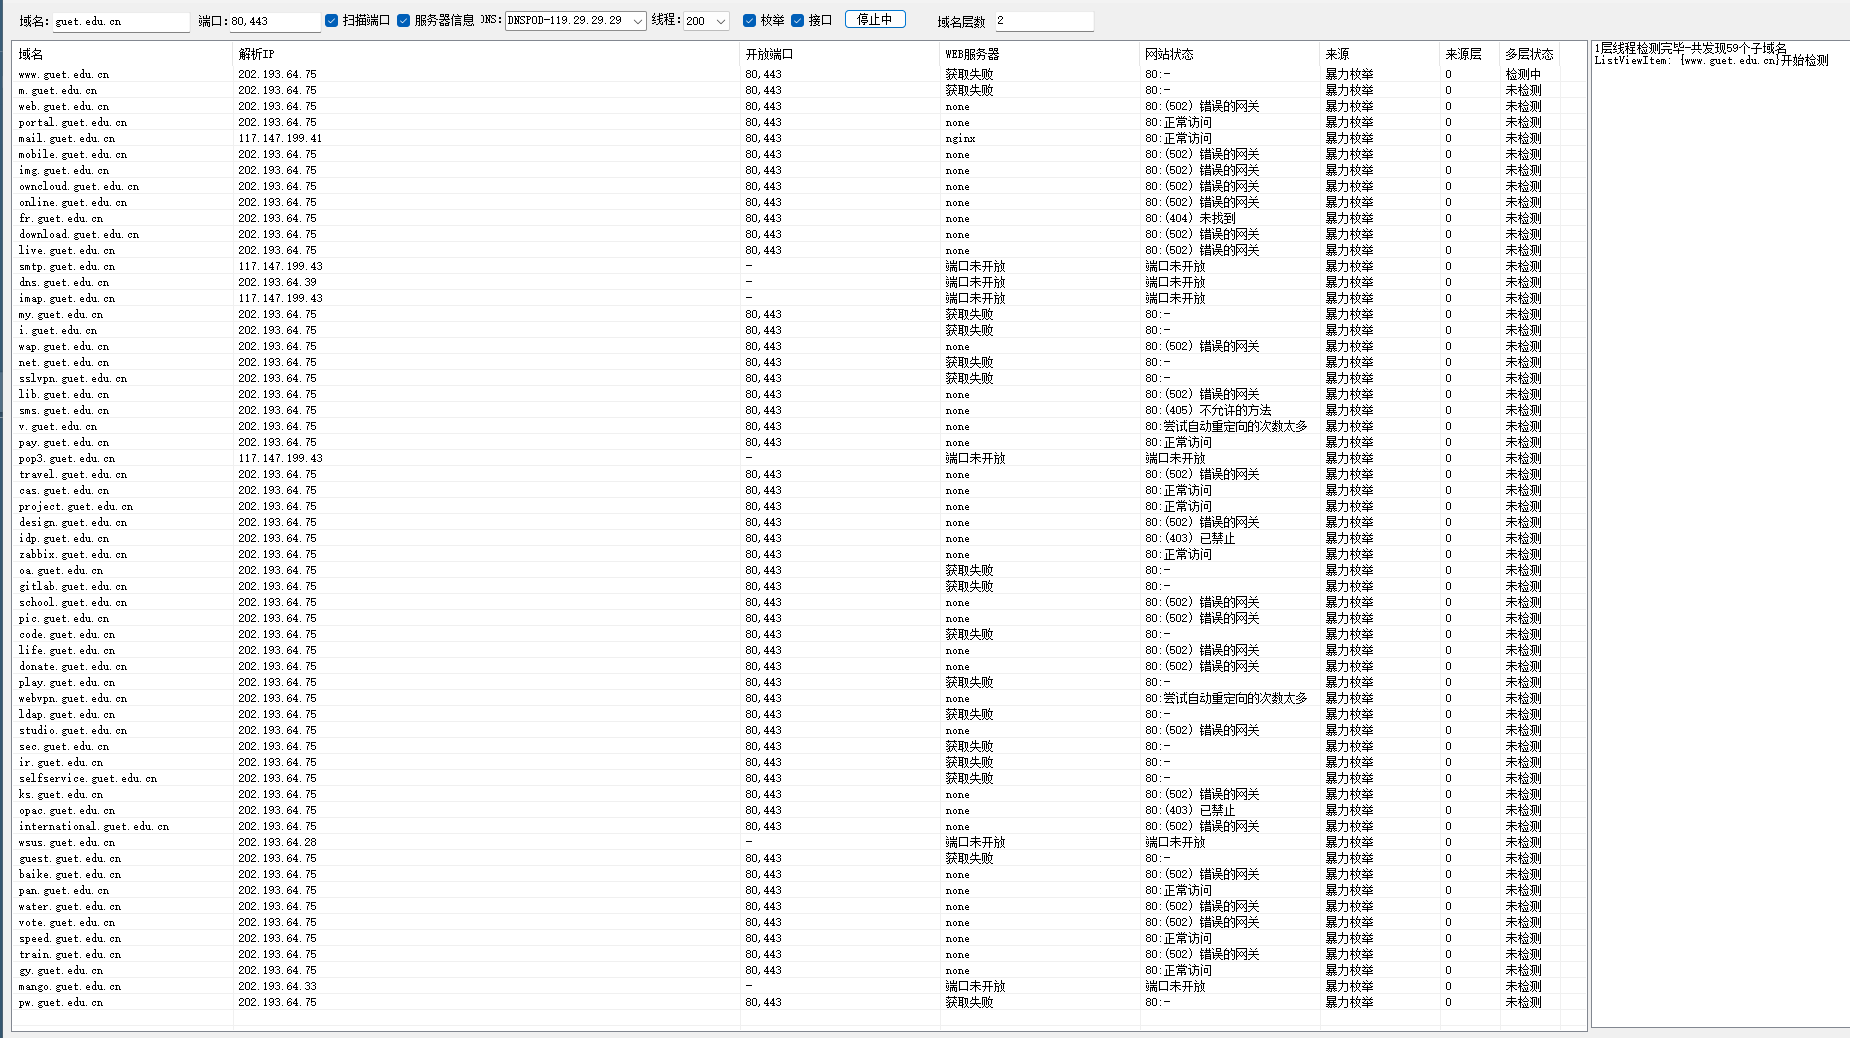 域名: guet.edu.cn 端口: 80,443 扫描端口 服务器信息 DNS: DNSPOD-119.29.29.29 线程: 200 枚举 接口 停止中 域名层数 2
域名 解析IP 开放端口 WEB服务器 网站状态 来源 来源层 多层状态
www.guet.edu.cn 202.193.64.75 80,443 获取失败 80:- 暴力枚举 0 检测中
m.guet.edu.cn 202.193.64.75 80,443 获取失败 80:- 暴力枚举 0 未检测
web.guet.edu.cn 202.193.64.75 80,443 none 80:(502) 错误的网关 暴力枚举 0 未检测
portal.guet.edu.cn 202.193.64.75 80,443 none 80:正常访问 暴力枚举 0 未检测
mail.guet.edu.cn 117.147.199.41 80,443 nginx 80:正常访问 暴力枚举 0 未检测
mobile.guet.edu.cn 202.193.64.75 80,443 none 80:(502) 错误的网关 暴力枚举 0 未检测
img.guet.edu.cn 202.193.64.75 80,443 none 80:(502) 错误的网关 暴力枚举 0 未检测
owncloud.guet.edu.cn 202.193.64.75 80,443 none 80:(502) 错误的网关 暴力枚举 0 未检测
online.guet.edu.cn 202.193.64.75 80,443 none 80:(502) 错误的网关 暴力枚举 0 未检测
fr.guet.edu.cn 202.193.64.75 80,443 none 80:(404) 未找到 暴力枚举 0 未检测
download.guet.edu.cn 202.193.64.75 80,443 none 80:(502) 错误的网关 暴力枚举 0 未检测
live.guet.edu.cn 202.193.64.75 80,443 none 80:(502) 错误的网关 暴力枚举 0 未检测
smtp.guet.edu.cn 117.147.199.43 - 端口未开放 端口未开放 暴力枚举 0 未检测
dns.guet.edu.cn 202.193.64.39 - 端口未开放 端口未开放 暴力枚举 0 未检测
imap.guet.edu.cn 117.147.199.43 - 端口未开放 端口未开放 暴力枚举 0 未检测
my.guet.edu.cn 202.193.64.75 80,443 获取失败 80:- 暴力枚举 0 未检测
i.guet.edu.cn 202.193.64.75 80,443 获取失败 80:- 暴力枚举 0 未检测
wap.guet.edu.cn 202.193.64.75 80,443 none 80:(502) 错误的网关 暴力枚举 0 未检测
net.guet.edu.cn 202.193.64.75 80,443 获取失败 80:- 暴力枚举 0 未检测
sslvpn.guet.edu.cn 202.193.64.75 80,443 获取失败 80:- 暴力枚举 0 未检测
lib.guet.edu.cn 202.193.64.75 80,443 none 80:(502) 错误的网关 暴力枚举 0 未检测
sms.guet.edu.cn 202.193.64.75 80,443 none 80:(405) 不允许的方法 暴力枚举 0 未检测
v.guet.edu.cn 202.193.64.75 80,443 none 80:尝试自动重定向的次数太多 暴力枚举 0 未检测
pay.guet.edu.cn 202.193.64.75 80,443 none 80:正常访问 暴力枚举 0 未检测
pop3.guet.edu.cn 117.147.199.43 - 端口未开放 端口未开放 暴力枚举 0 未检测
travel.guet.edu.cn 202.193.64.75 80,443 none 80:(502) 错误的网关 暴力枚举 0 未检测
cas.guet.edu.cn 202.193.64.75 80,443 none 80:正常访问 暴力枚举 0 未检测
project.guet.edu.cn 202.193.64.75 80,443 none 80:正常访问 暴力枚举 0 未检测
design.guet.edu.cn 202.193.64.75 80,443 none 80:(502) 错误的网关 暴力枚举 0 未检测
idp.guet.edu.cn 202.193.64.75 80,443 none 80:(403) 已禁止 暴力枚举 0 未检测
zabbix.guet.edu.cn 202.193.64.75 80,443 none 80:正常访问 暴力枚举 0 未检测
oa.guet.edu.cn 202.193.64.75 80,443 获取失败 80:- 暴力枚举 0 未检测
gitlab.guet.edu.cn 202.193.64.75 80,443 获取失败 80:- 暴力枚举 0 未检测
school.guet.edu.cn 202.193.64.75 80,443 none 80:(502) 错误的网关 暴力枚举 0 未检测
pic.guet.edu.cn 202.193.64.75 80,443 none 80:(502) 错误的网关 暴力枚举 0 未检测
code.guet.edu.cn 202.193.64.75 80,443 获取失败 80:- 暴力枚举 0 未检测
life.guet.edu.cn 202.193.64.75 80,443 none 80:(502) 错误的网关 暴力枚举 0 未检测
donate.guet.edu.cn 202.193.64.75 80,443 none 80:(502) 错误的网关 暴力枚举 0 未检测
play.guet.edu.cn 202.193.64.75 80,443 获取失败 80:- 暴力枚举 0 未检测
webvpn.guet.edu.cn 202.193.64.75 80,443 none 80:尝试自动重定向的次数太多 暴力枚举 0 未检测
ldap.guet.edu.cn 202.193.64.75 80,443 获取失败 80:- 暴力枚举 0 未检测
studio.guet.edu.cn 202.193.64.75 80,443 none 80:(502) 错误的网关 暴力枚举 0 未检测
sec.guet.edu.cn 202.193.64.75 80,443 获取失败 80:- 暴力枚举 0 未检测
ir.guet.edu.cn 202.193.64.75 80,443 获取失败 80:- 暴力枚举 0 未检测
selfservice.guet.edu.cn 202.193.64.75 80,443 获取失败 80:- 暴力枚举 0 未检测
ks.guet.edu.cn 202.193.64.75 80,443 none 80:(502) 错误的网关 暴力枚举 0 未检测
opac.guet.edu.cn 202.193.64.75 80,443 none 80:(403) 已禁止 暴力枚举 0 未检测
international.guet.edu.cn 202.193.64.75 80,443 none 80:(502) 错误的网关 暴力枚举 0 未检测
wsus.guet.edu.cn 202.193.64.28 - 端口未开放 端口未开放 暴力枚举 0 未检测
guest.guet.edu.cn 202.193.64.75 80,443 获取失败 80:- 暴力枚举 0 未检测
baike.guet.edu.cn 202.193.64.75 80,443 none 80:(502) 错误的网关 暴力枚举 0 未检测
pan.guet.edu.cn 202.193.64.75 80,443 none 80:正常访问 暴力枚举 0 未检测
water.guet.edu.cn 202.193.64.75 80,443 none 80:(502) 错误的网关 暴力枚举 0 未检测
vote.guet.edu.cn 202.193.64.75 80,443 none 80:(502) 错误的网关 暴力枚举 0 未检测
speed.guet.edu.cn 202.193.64.75 80,443 none 80:正常访问 暴力枚举 0 未检测
train.guet.edu.cn 202.193.64.75 80,443 none 80:(502) 错误的网关 暴力枚举 0 未检测
gy.guet.edu.cn 202.193.64.75 80,443 none 80:正常访问 暴力枚举 0 未检测
mango.guet.edu.cn 202.193.64.33 - 端口未开放 端口未开放 暴力枚举 0 未检测
pw.guet.edu.cn 202.193.64.75 80,443 获取失败 80:- 暴力枚举 0 未检测
1层线程检测完毕-共发现59个子域名
ListViewItem: {www.guet.edu.cn}开始检测